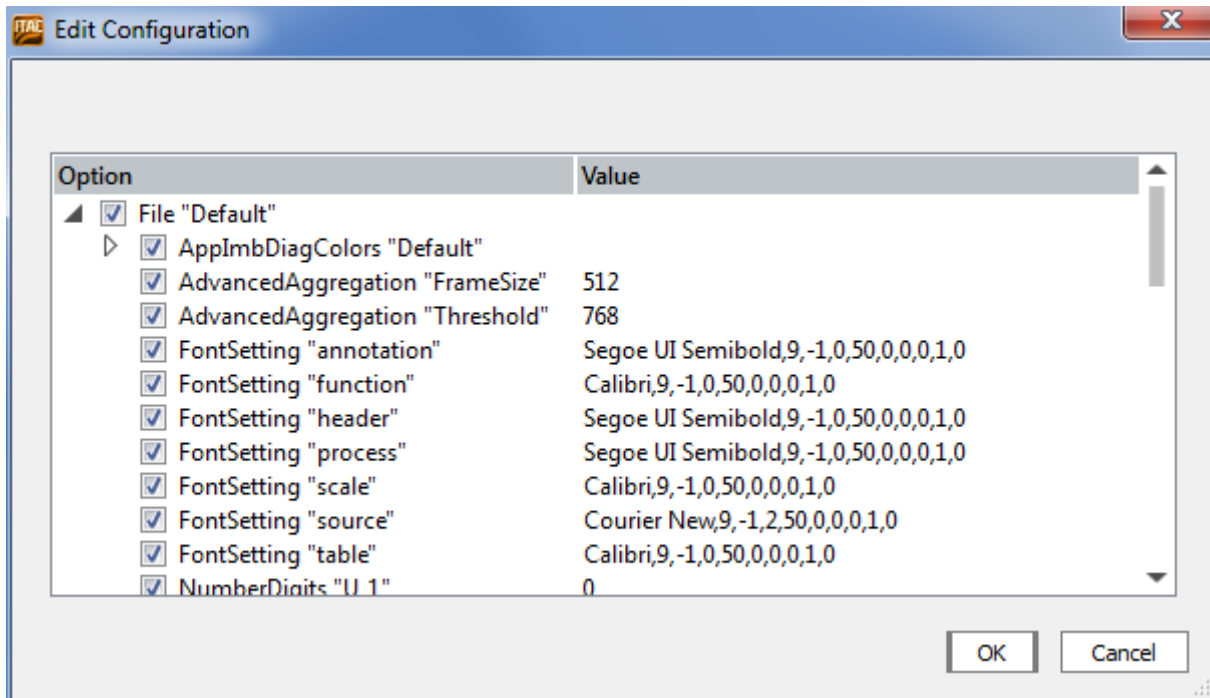 ITAC Edit Configuration
Option Value
File "Default"
AppImbDiagColors "Default"
AdvancedAggregation "FrameSize" 512
AdvancedAggregation "Threshold" 768
FontSetting "annotation" Segoe UI Semibold,9,-1,0,50,0,0,0,1,0
FontSetting "function" Calibri,9,-1,0,50,0,0,0,1,0
FontSetting "header" Segoe UI Semibold,9,-1,0,50,0,0,0,1,0
FontSetting "process" Segoe UI Semibold,9,-1,0,50,0,0,0,1,0
FontSetting "scale" Calibri,9,-1,0,50,0,0,0,1,0
FontSetting "source" Courier New,9,-1,2,50,0,0,0,1,0
FontSetting "table" Calibri,9,-1,0,50,0,0,0,1,0
NumberDigits "U 1" 0
OK Cancel